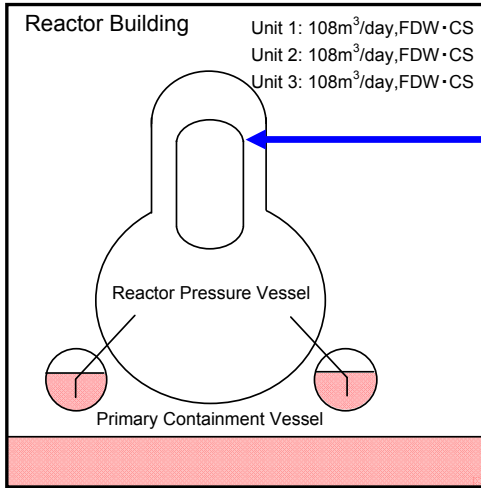 Reactor Building
Unit 1: 108m³/day,FDW・CS
Unit 2: 108m³/day,FDW・CS
Unit 3: 108m³/day,FDW・CS
Reactor Pressure Vessel
Primary Containment Vessel